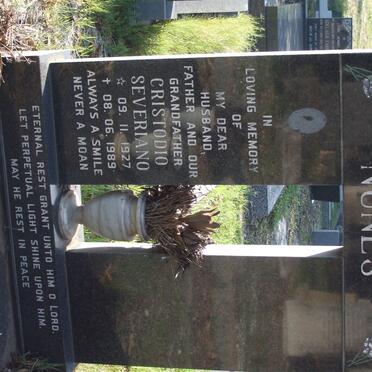 NUNES
IN
LOVING MEMORY
OF
MY DEAR
HUSBAND,
FATHER AND OUR
GRANDFATHER
CRISTODIO
SEVERIANO
☆ 09. 11. 1927
✝ 08. 06. 1989
ALWAYS A SMILE
NEVER A MOAN
ETERNAL REST GRANT UNTO HIM O LORD.
LET PERPETUAL LIGHT SHINE UPON HIM.
MAY HE REST IN PEACE